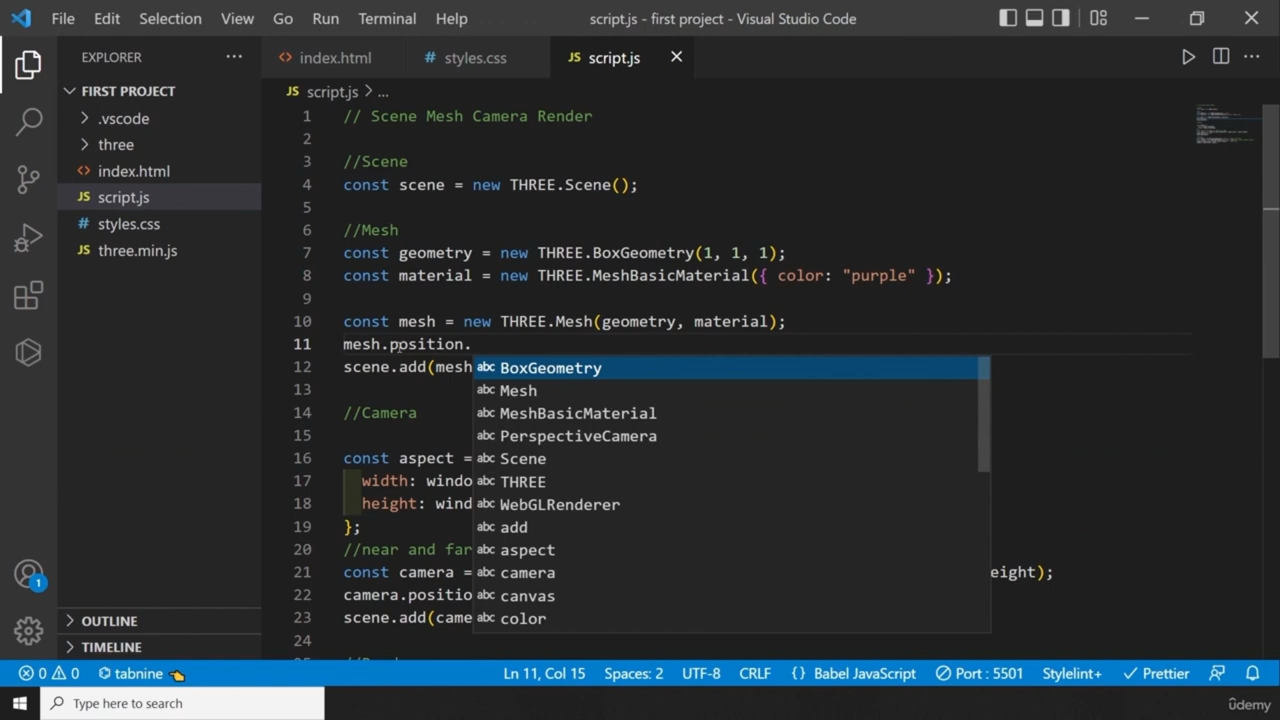 File Edit Selection View Go Run Terminal Help script.js - first project - Visual Studio Code
EXPLORER
index.html
styles.css
script.js
FIRST PROJECT
.vscode
three
index.html
script.js
styles.css
three.min.js
OUTLINE
TIMELINE
script.js > ...
1 // Scene Mesh Camera Render
2
3 //Scene
4 const scene = new THREE.Scene();
5
6 //Mesh
7 const geometry = new THREE.BoxGeometry(1, 1, 1);
8 const material = new THREE.MeshBasicMaterial({ color: "purple" });
9
10 const mesh = new THREE.Mesh(geometry, material);
11 mesh.position.
12 scene.add(mesh
13
14 //Camera
15
16 const aspect =
17 width: windo
18 height: wind
19 };
20 //near and far
21 const camera = eight);
22 camera.positio
23 scene.add(came
24
abc BoxGeometry
abc Mesh
abc MeshBasicMaterial
abc PerspectiveCamera
abc Scene
abc THREE
abc WebGLRenderer
abc add
abc aspect
abc camera
abc canvas
abc color
1
0 0 tabnine Ln 11, Col 15 Spaces: 2 UTF-8 CRLF {} Babel JavaScript Port : 5501 Stylelint+ Prettier
Type here to search
ûdemy